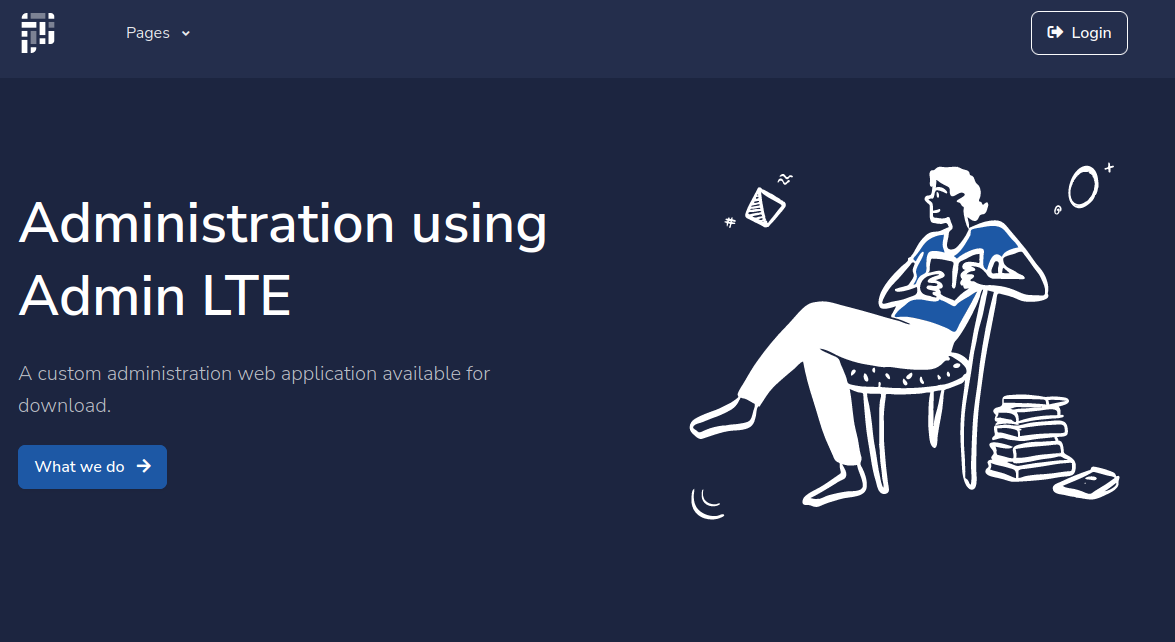 Pages
Login
Administration using
Admin LTE
A custom administration web application available for
download.
What we do